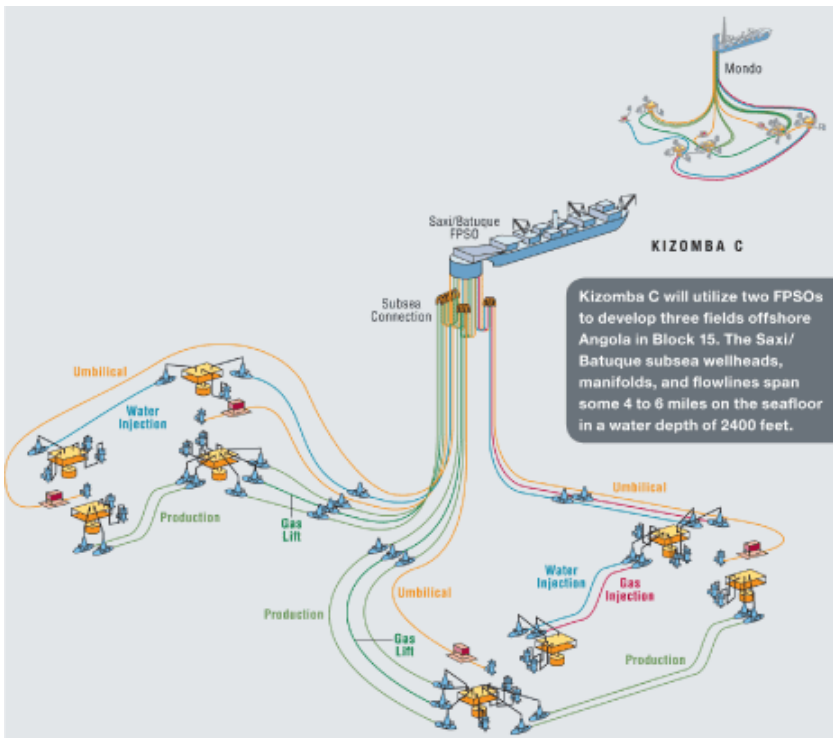 Mondo
Saxi/Batuque
FPSO
KIZOMBA C
Subsea
Connection
Kizomba C will utilize two FPSOs
to develop three fields offshore
Angola in Block 15. The Saxi/
Batuque subsea wellheads,
manifolds, and flowlines span
some 4 to 6 miles on the seafloor
in a water depth of 2400 feet.
Umbilical
Water
Injection
Production
Gas
Lift
Umbilical
Water
Injection
Gas
Injection
Umbilical
Production
Gas
Lift
Production